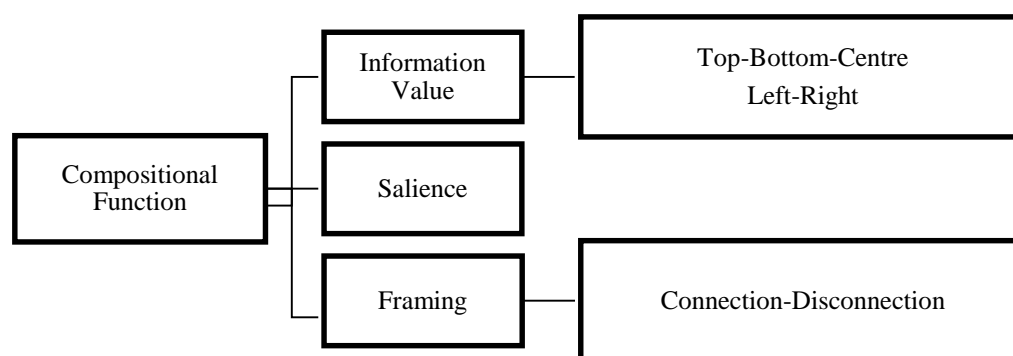 Compositional
Function
Information
Value
Top-Bottom-Centre
Left-Right
Salience
Framing
Connection-Disconnection